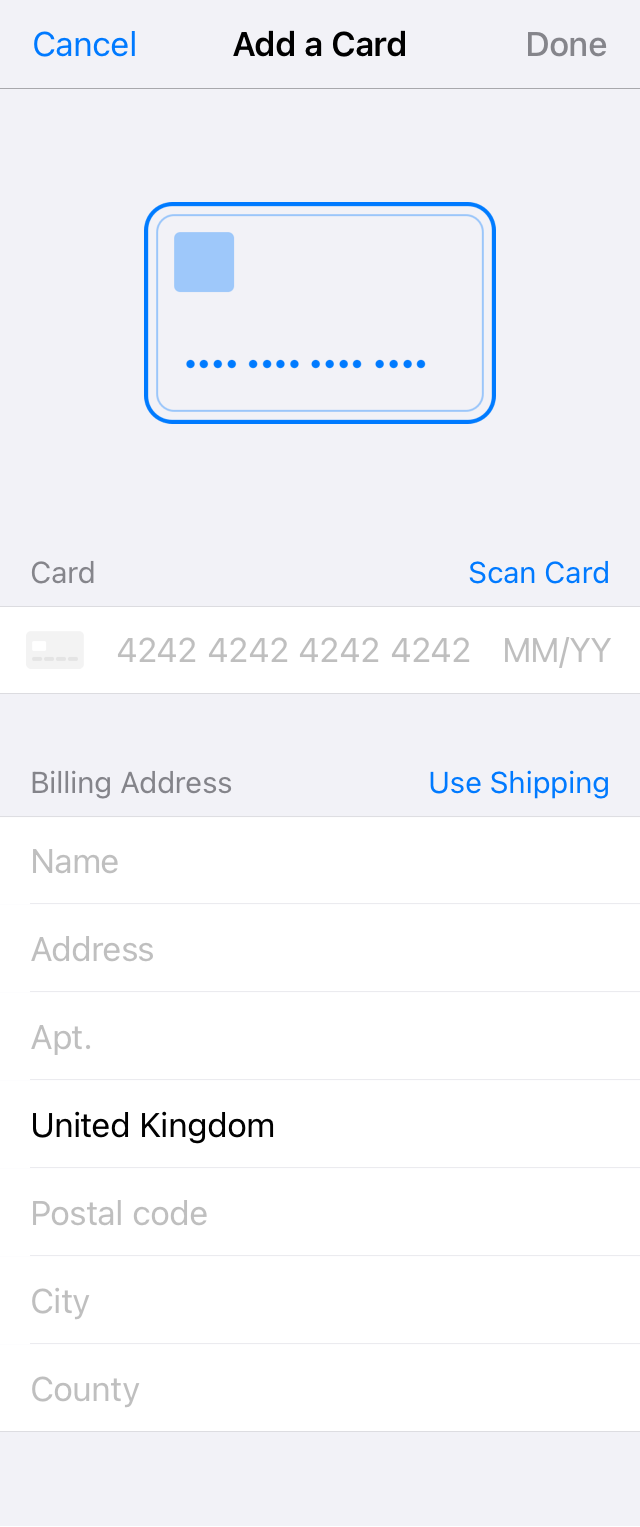 Cancel Add a Card Done
Card Scan Card
4242 4242 4242 4242 MM/YY
Billing Address Use Shipping
Name
Address
Apt.
United Kingdom
Postal code
City
County